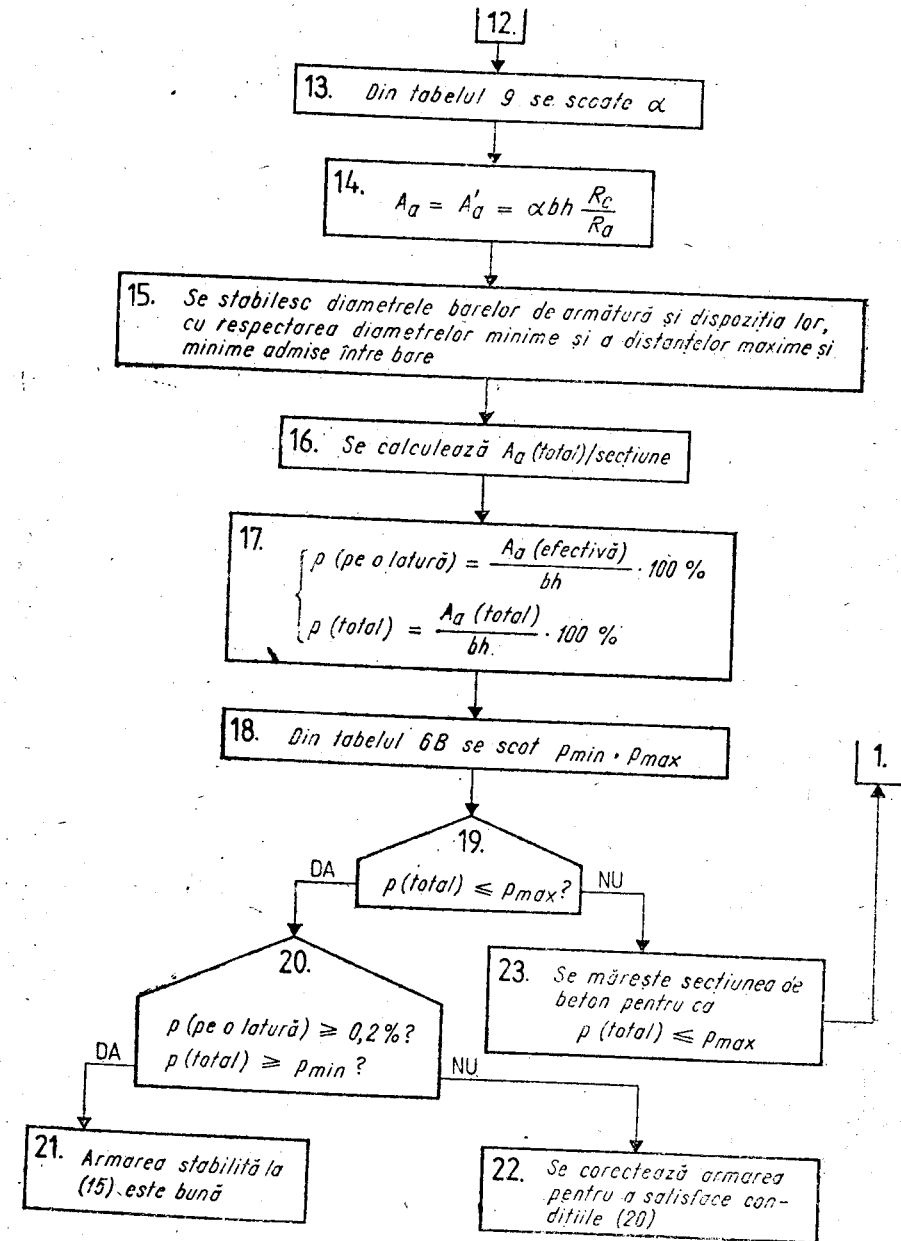 12.
13. Din tabelul 9 se scoate α
14. A_a = A'_a = αbh R_c/R_a
15. Se stabilesc diametrele barelor de armătură și dispoziția lor,
cu respectarea diametrelor minime și a distanțelor maxime și
minime admise între bare
16. Se calculează A_a (total)/secțiune
17.
p (pe o latură) = A_a (efectivă)/bh · 100 %
p (total) = A_a (total)/bh · 100 %
18. Din tabelul 6B se scot p_min · p_max
1.
19.
DA
p (total) ⩽ p_max?
NU
20.
23. Se mărește secțiunea de
beton pentru ca
p (total) ⩽ p_max
p (pe o latură) ⩾ 0,2%?
p (total) ⩾ p_min?
DA
NU
21. Armarea stabilită la
(15) este bună
22. Se corectează armarea
pentru a satisface con-
dițiile (20)